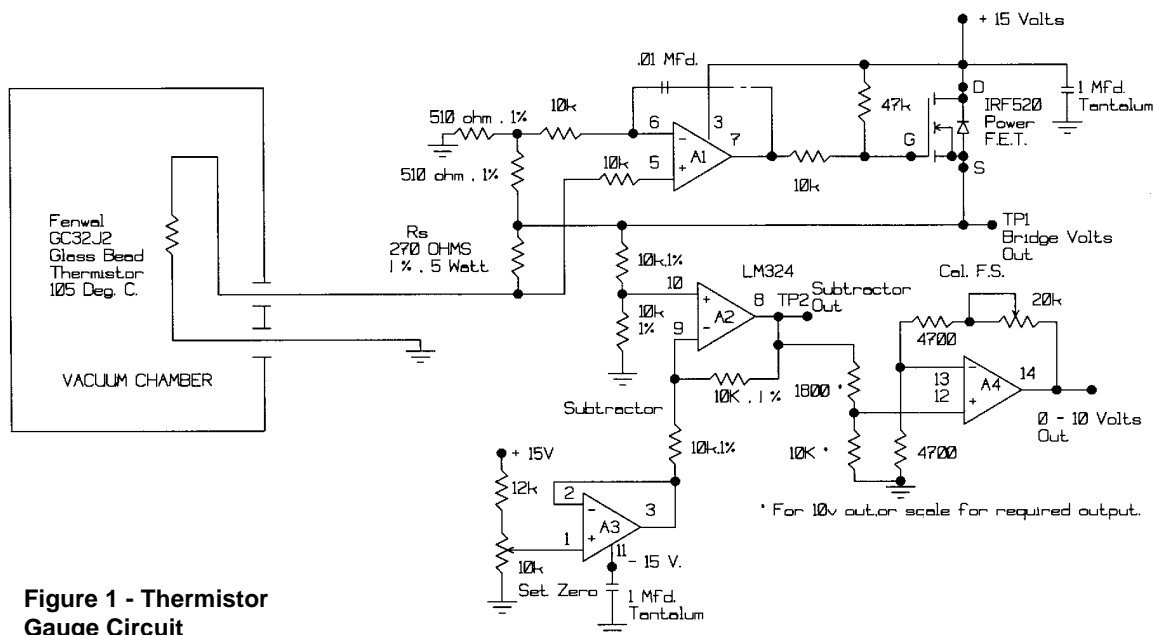 + 15 Volts
.01 Mfd.
510 ohm , 1%
10k
6
-
3
7
A1
5
+
10k
510 ohm , 1%
47k
10k
D
G
S
IRF520
Power
F.E.T.
1 Mfd.
Tantalum
Fenwal
GC32J2
Glass Bead
Thermistor
105 Deg. C.
VACUUM CHAMBER
Rs
270 OHMS
1 % , 5 Watt
TP1
Bridge Volts
Out
10k,1%
10k
1%
LM324
10
+
9
-
A2
8
TP2
Subtractor
Out
10K , 1 %
Subtractor
10k,1%
Cal. F.S.
20k
4700
1800 *
10K *
13
-
12
+
A4
14
4700
0 - 10 Volts
Out
* For 10v out,or scale for required output.
+ 15V
12k
10k
Set Zero
2
-
1
+
A3
3
11
- 15 V.
1 Mfd.
Tantalum
Figure 1 - Thermistor
Gauge Circuit